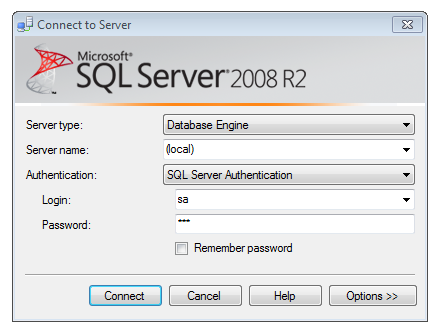 Connect to Server
Microsoft®
SQL Server® 2008 R2
Server type: Database Engine
Server name: (local)
Authentication: SQL Server Authentication
Login: sa
Password: ***
Remember password
Connect Cancel Help Options >>